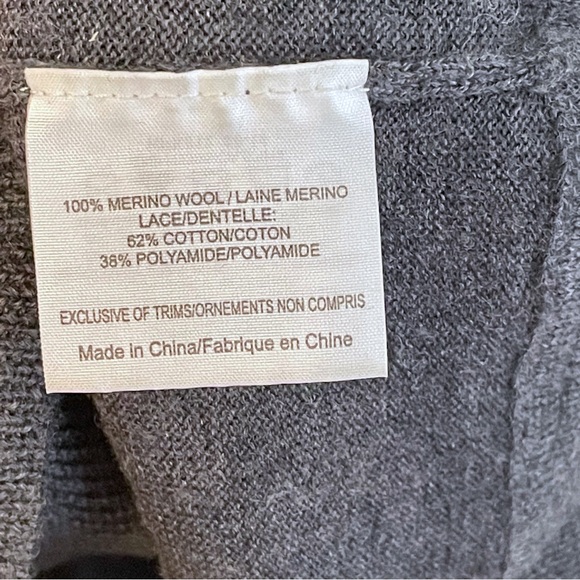 100% MERINO WOOL/LAINE MERINO
LACE/DENTELLE:
62% COTTON/COTON
38% POLYAMIDE/POLYAMIDE
EXCLUSIVE OF TRIMS/ORNEMENTS NON COMPRIS
Made in China/Fabrique en Chine